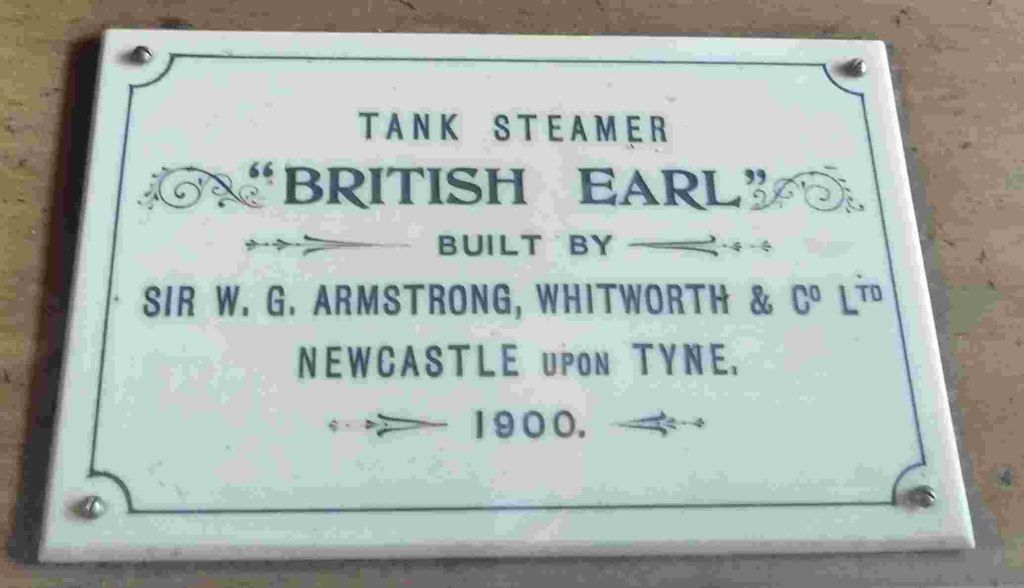 TANK STEAMER
"BRITISH EARL"
BUILT BY
SIR W. G. ARMSTRONG, WHITWORTH & Cº LTD
NEWCASTLE UPON TYNE.
1900.